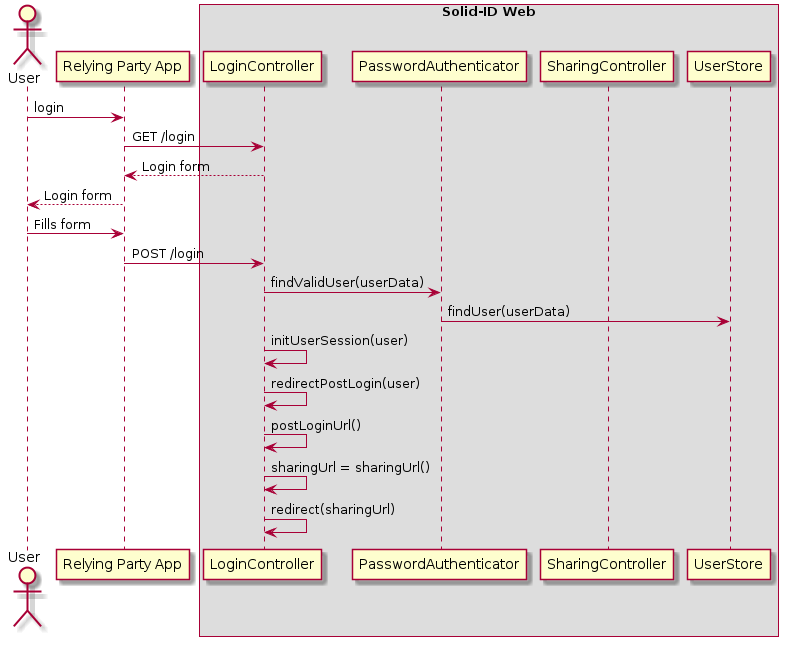 Solid-ID Web
User
Relying Party App
LoginController
PasswordAuthenticator
SharingController
UserStore
login
GET /login
Login form
Login form
Fills form
POST /login
findValidUser(userData)
findUser(userData)
initUserSession(user)
redirectPostLogin(user)
postLoginUrl()
sharingUrl = sharingUrl()
redirect(sharingUrl)
User
Relying Party App
LoginController
PasswordAuthenticator
SharingController
UserStore